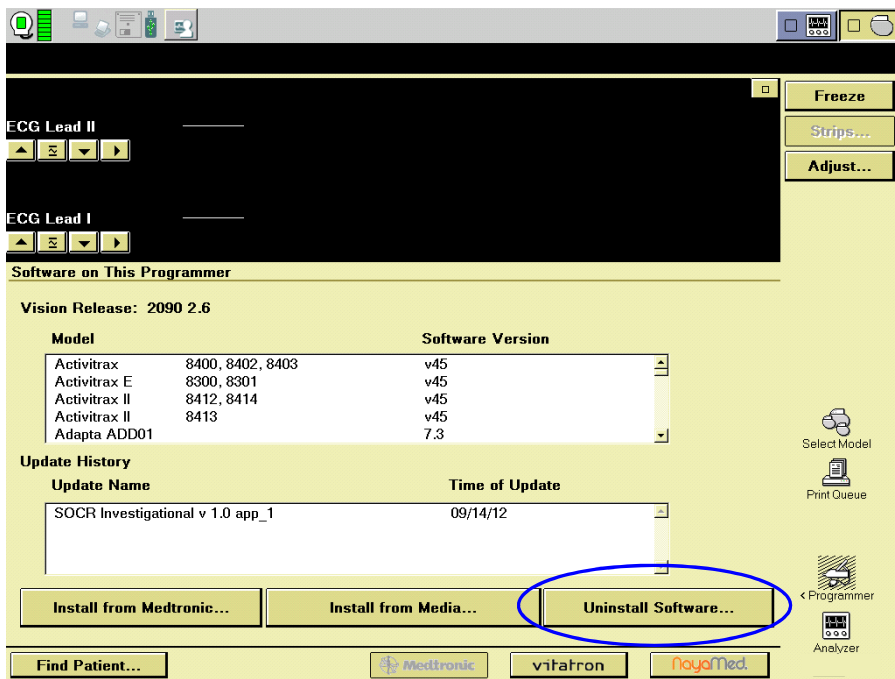 Freeze
ECG Lead II
Strips...
Adjust...
ECG Lead I
Software on This Programmer
Vision Release: 2090 2.6
Model Software Version
Activitrax 8400, 8402, 8403 v45
Activitrax E 8300, 8301 v45
Activitrax II 8412, 8414 v45
Activitrax II 8413 v45
Adapta ADD01 7.3
Select Model
Update History
Update Name Time of Update
Print Queue
SOCR Investigational v 1.0 app_1 09/14/12
< Programmer
Install from Medtronic... Install from Media... Uninstall Software...
Analyzer
Find Patient... Medtronic vitatron NayaMed.